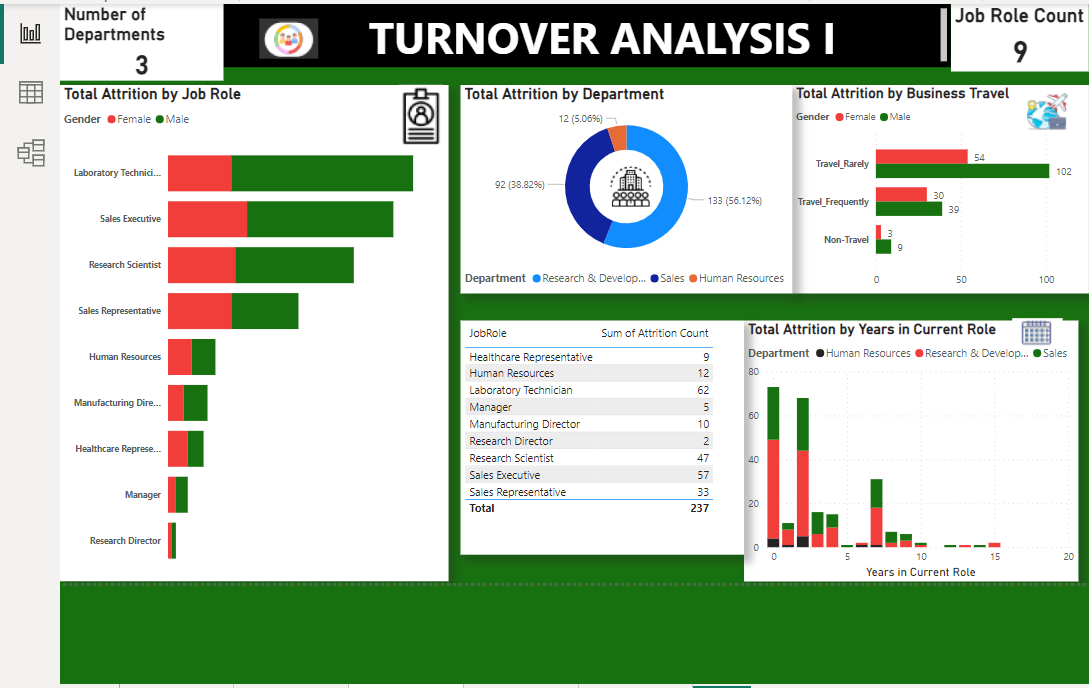 Number of
Departments
3
TURNOVER ANALYSIS I
Job Role Count
9
Total Attrition by Job Role
Gender Female Male
Laboratory Technici...
Sales Executive
Research Scientist
Sales Representative
Human Resources
Manufacturing Dire...
Healthcare Represe...
Manager
Research Director
Total Attrition by Department
12 (5.06%)
92 (38.82%)
133 (56.12%)
Department Research & Develop... Sales Human Resources
Total Attrition by Business Travel
Gender Female Male
Travel_Rarely 54
102
Travel_Frequently 30
39
Non-Travel 3
9
0 50 100
JobRole Sum of Attrition Count
Healthcare Representative 9
Human Resources 12
Laboratory Technician 62
Manager 5
Manufacturing Director 10
Research Director 2
Research Scientist 47
Sales Executive 57
Sales Representative 33
Total 237
Total Attrition by Years in Current Role
Department Human Resources Research & Develop... Sales
80
60
40
20
0
0 5 10 15 20
Years in Current Role